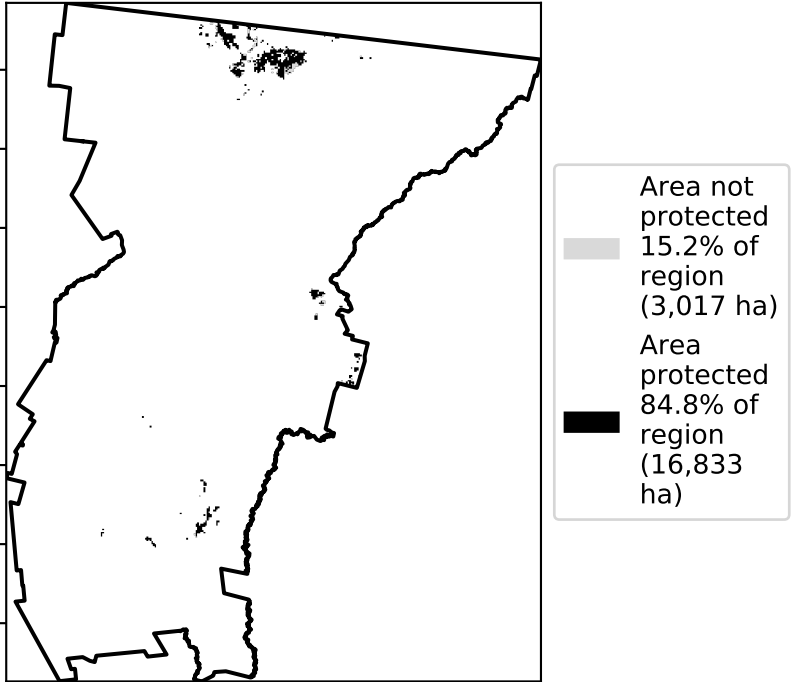 Area not
protected
15.2% of
region
(3,017 ha)
Area
protected
84.8% of
region
(16,833
ha)